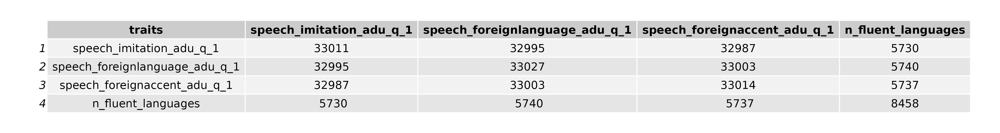 traits speech_imitation_adu_q_1 speech_foreignlanguage_adu_q_1 speech_foreignaccent_adu_q_1 n_fluent_languages
1 speech_imitation_adu_q_1 33011 32995 32987 5730
2 speech_foreignlanguage_adu_q_1 32995 33027 33003 5740
3 speech_foreignaccent_adu_q_1 32987 33003 33014 5737
4 n_fluent_languages 5730 5740 5737 8458